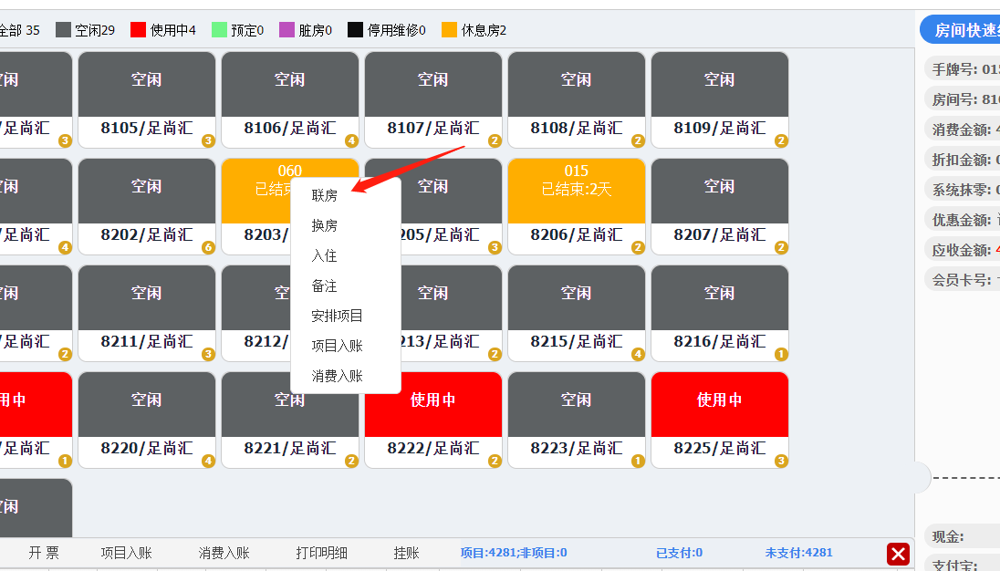 全部 35 空闲29 使用中4 预定0 脏房0 停用维修0 休息房2
房间快速
空闲 空闲 空闲 空闲 空闲
足尚汇 8105/足尚汇 8106/足尚汇 8107/足尚汇 8108/足尚汇 8109/足尚汇
3 3 4 2 2 2
手牌号: 015
房间号: 810
消费金额: 4
折扣金额: 0
系统抹零: 0
优惠金额:
应收金额: 4
会员卡号:
空闲 060 空闲 015 空闲
已结束 已结束:2天
足尚汇 8202/足尚汇 8203/ 205/足尚汇 8206/足尚汇 8207/足尚汇
4 6 3 2 2
联房
换房
入住
备注
安排项目
项目入账
消费入账
空闲 空 空闲 空闲 空闲
足尚汇 8211/足尚汇 8212/ 213/足尚汇 8215/足尚汇 8216/足尚汇
2 3 2 4 1
用中 空闲 空闲 使用中 空闲 使用中
足尚汇 8220/足尚汇 8221/足尚汇 8222/足尚汇 8223/足尚汇 8225/足尚汇
1 4 2 2 1 3
开 票 项目入账 消费入账 打印明细 挂账 项目:4281;非项目:0 已支付:0 未支付:4281
现金:
支付宝: